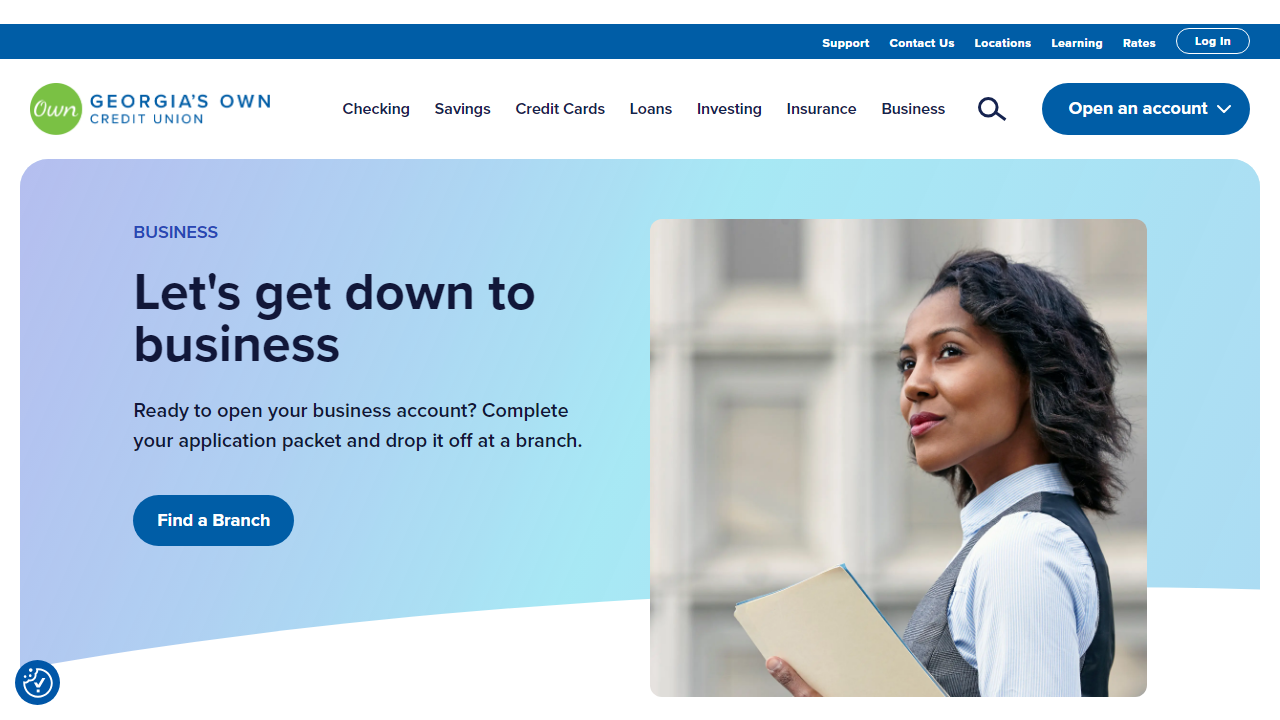 Support Contact Us Locations Learning Rates Log In
Own GEORGIA'S OWN
CREDIT UNION
Checking Savings Credit Cards Loans Investing Insurance Business Open an account
BUSINESS
Let's get down to
business
Ready to open your business account? Complete
your application packet and drop it off at a branch.
Find a Branch